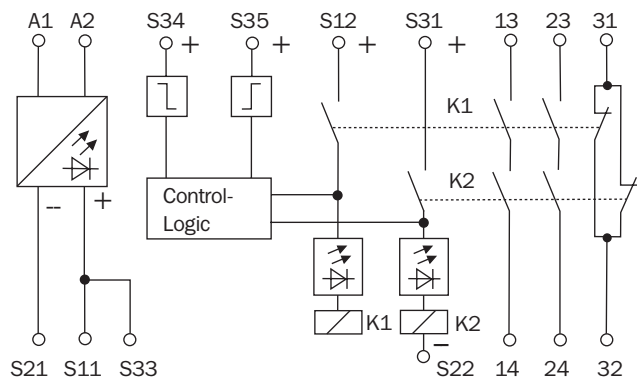 A1 A2 S34 S35 S12 S31 13 23 31
+ + + +
K1
K2
Control-
Logic
-- +
K1 K2
–
S21 S11 S33 S22 14 24 32